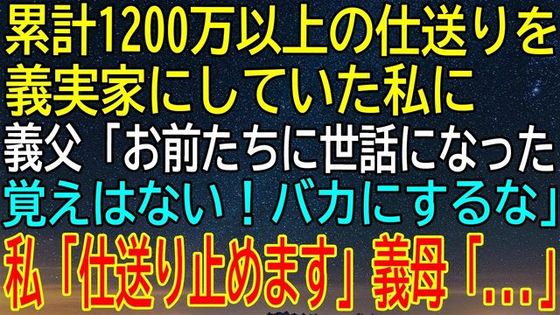 累計1200万以上の仕送りを
義実家にしていた私に
義父「お前たちに世話になった
覚えはない！バカにするな」
私「仕送り止めます」義母「...」